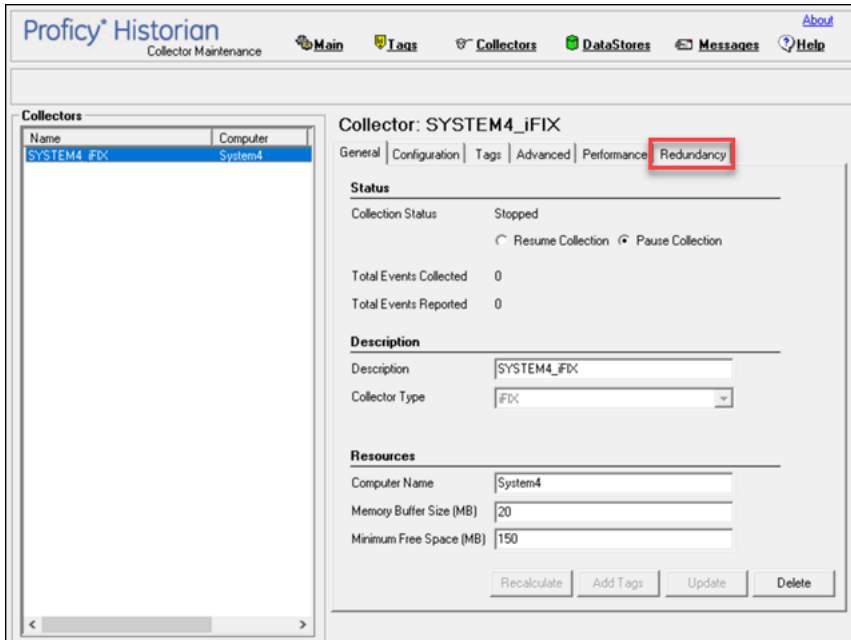 Proficy* Historian
Collector Maintenance
About
Main Tags Collectors DataStores Messages Help
Collectors
Name Computer
SYSTEM4_iFIX System4
Collector: SYSTEM4_iFIX
General Configuration Tags Advanced Performance Redundancy
Status
Collection Status Stopped
Resume Collection Pause Collection
Total Events Collected 0
Total Events Reported 0
Description
Description SYSTEM4_iFIX
Collector Type iFIX
Resources
Computer Name System4
Memory Buffer Size (MB) 20
Minimum Free Space (MB) 150
Recalculate Add Tags Update Delete